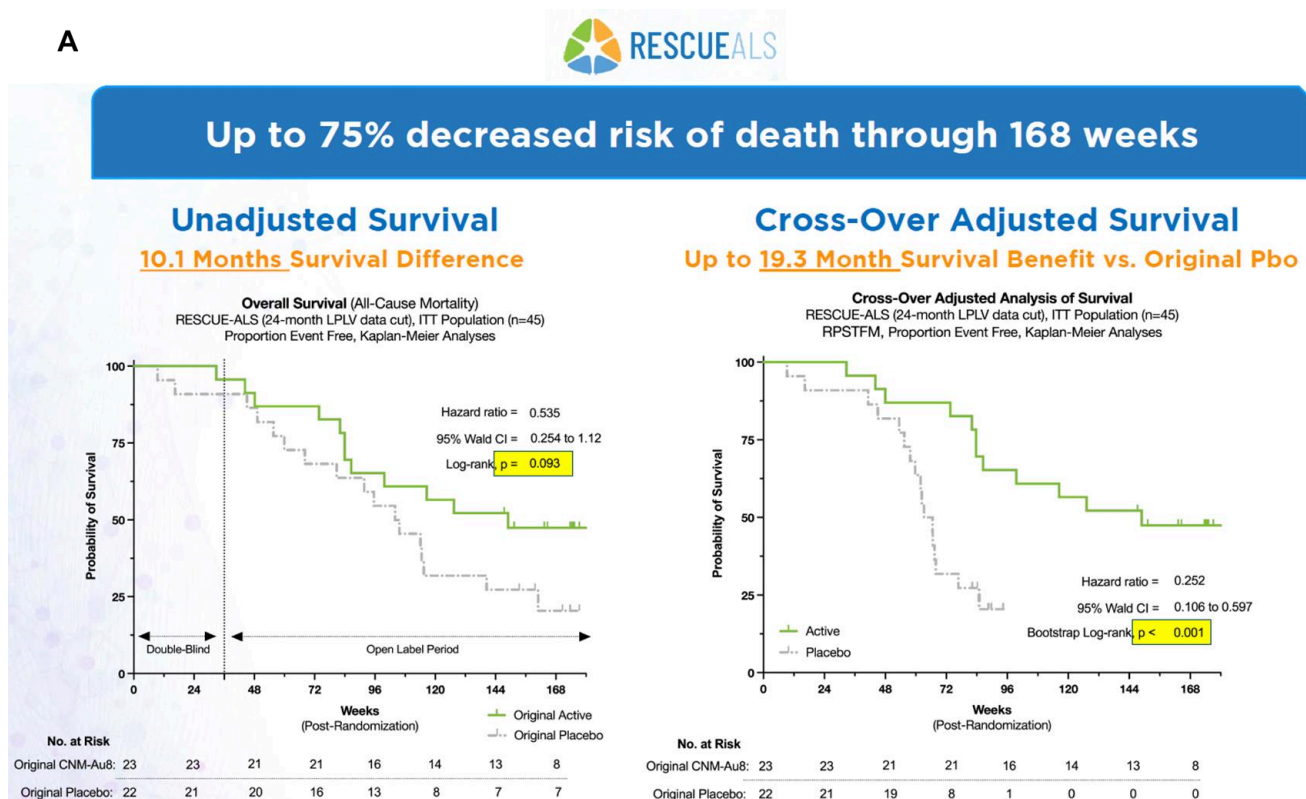 A
RESCUEALS
Up to 75% decreased risk of death through 168 weeks
Unadjusted Survival
10.1 Months Survival Difference
Overall Survival (All-Cause Mortality)
RESCUE-ALS (24-month LPLV data cut), ITT Population (n=45)
Proportion Event Free, Kaplan-Meier Analyses
Probability of Survival
100
75
50
25
0
Hazard ratio = 0.535
95% Wald CI = 0.254 to 1.12
Log-rank, p = 0.093
Double-Blind
Open Label Period
0 24 48 72 96 120 144 168
Weeks
(Post-Randomization)
Original Active
Original Placebo
No. at Risk
Original CNM-Au8: 23 23 21 21 16 14 13 8
Original Placebo: 22 21 20 16 13 8 7 7
Cross-Over Adjusted Survival
Up to 19.3 Month Survival Benefit vs. Original Pbo
Cross-Over Adjusted Analysis of Survival
RESCUE-ALS (24-month LPLV data cut), ITT Population (n=45)
RPSTFM, Proportion Event Free, Kaplan-Meier Analyses
Probability of Survival
100
75
50
25
0
Hazard ratio = 0.252
95% Wald CI = 0.106 to 0.597
Bootstrap Log-rank, p < 0.001
Active
Placebo
0 24 48 72 96 120 144 168
Weeks
(Post-Randomization)
No. at Risk
Original CNM-Au8: 23 23 21 21 16 14 13 8
Original Placebo: 22 21 19 8 1 0 0 0